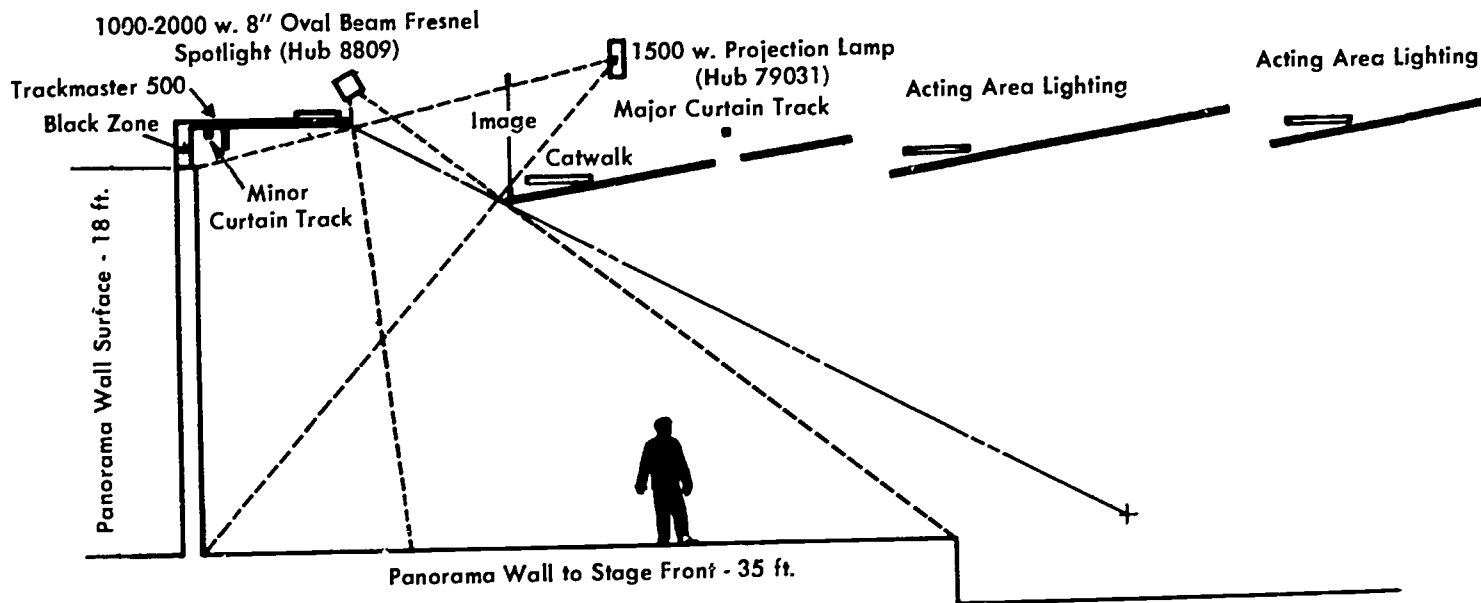 1000-2000 w. 8″ Oval Beam Fresnel
Spotlight (Hub 8809)
1500 w. Projection Lamp
(Hub 79031)
Acting Area Lighting
Acting Area Lighting
Trackmaster 500
Black Zone
Image
Major Curtain Track
Catwalk
Minor
Curtain Track
Panorama Wall Surface - 18 ft.
Panorama Wall to Stage Front - 35 ft.